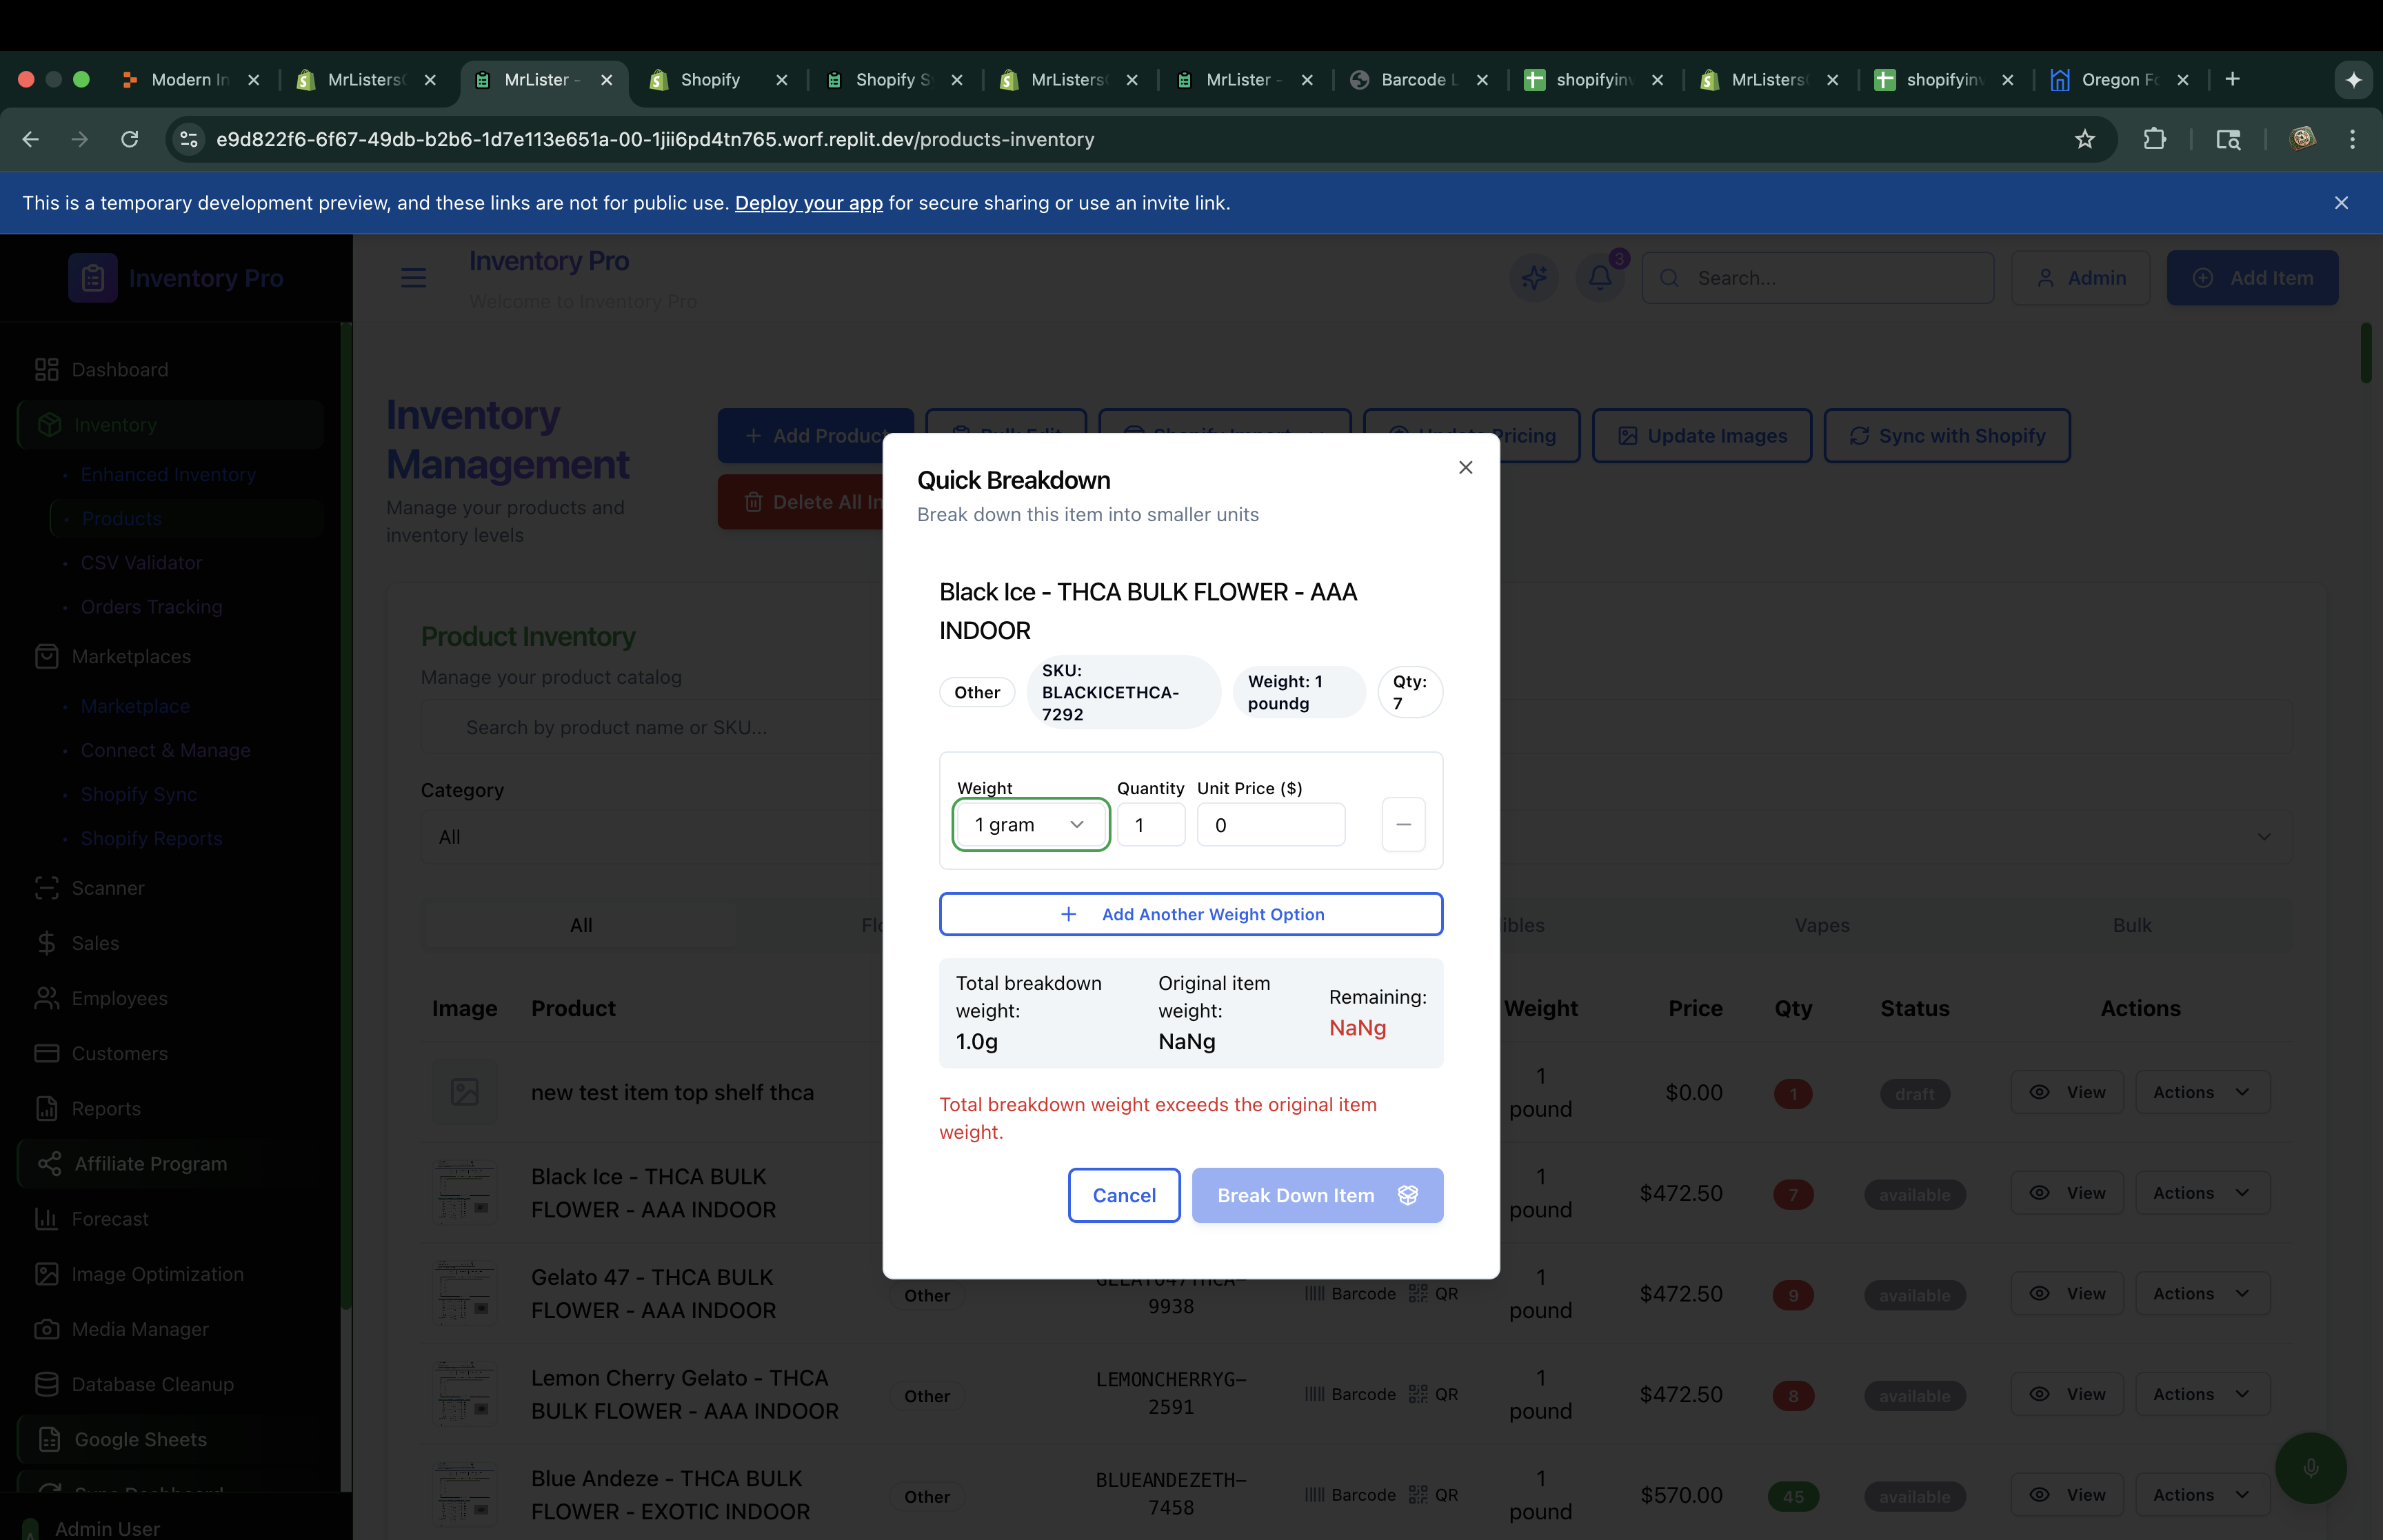 Modern In
MrListers
MrLister -
Shopify
Shopify S
MrListers
MrLister -
Barcode L
shopifyinv
MrListers
shopifyinv
Oregon Fo
e9d822f6-6f67-49db-b2b6-1d7e113e651a-00-1jii6pd4tn765.worf.replit.dev/products-inventory
This is a temporary development preview, and these links are not for public use. Deploy your app for secure sharing or use an invite link.
Inventory Pro
Inventory Pro
Welcome to Inventory Pro
3
Search...
Admin
Add Item
Dashboard
Inventory
Enhanced Inventory
Products
CSV Validator
Orders Tracking
Marketplaces
Marketplace
Connect & Manage
Shopify Sync
Shopify Reports
Scanner
Sales
Employees
Customers
Reports
Affiliate Program
Forecast
Image Optimization
Media Manager
Database Cleanup
Google Sheets
Sync Dashboard
Admin User
Inventory
Management
Manage your products and
inventory levels
Add Product
Bulk Edit
Shopify Import
Update Pricing
Update Images
Sync with Shopify
Delete All In
Product Inventory
Manage your product catalog
Search by product name or SKU...
Category
All
All
Flo
ibles
Vapes
Bulk
Image
Product
Weight
Price
Qty
Status
Actions
new test item top shelf thca
1
pound
$0.00
1
draft
View
Actions
Black Ice - THCA BULK
FLOWER - AAA INDOOR
1
pound
$472.50
7
available
View
Actions
Gelato 47 - THCA BULK
FLOWER - AAA INDOOR
Other
GELATO47THCA-
9938
Barcode
QR
1
pound
$472.50
9
available
View
Actions
Lemon Cherry Gelato - THCA
BULK FLOWER - AAA INDOOR
Other
LEMONCHERRYG-
2591
Barcode
QR
1
pound
$472.50
8
available
View
Actions
Blue Andeze - THCA BULK
FLOWER - EXOTIC INDOOR
Other
BLUEANDEZETH-
7458
Barcode
QR
1
pound
$570.00
45
available
View
Actions
Quick Breakdown
Break down this item into smaller units
Black Ice - THCA BULK FLOWER - AAA
INDOOR
Other
SKU:
BLACKICETHCA-
7292
Weight: 1
poundg
Qty:
7
Weight
Quantity
Unit Price ($)
1 gram
1
0
Add Another Weight Option
Total breakdown
weight:
1.0g
Original item
weight:
NaNg
Remaining:
NaNg
Total breakdown weight exceeds the original item
weight.
Cancel
Break Down Item